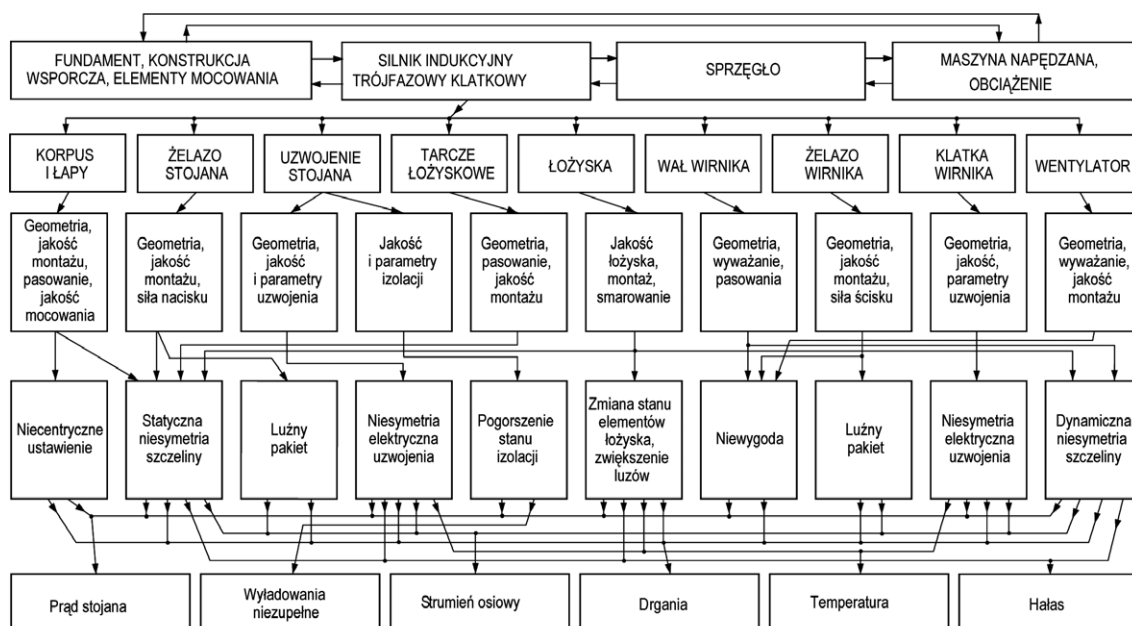 FUNDAMENT, KONSTRUKCJA
WSPORCZA, ELEMENTY MOCOWANIA
SILNIK INDUKCYJNY
TRÓJFAZOWY KLATKOWY
SPRZĘGŁO
MASZYNA NAPĘDZANA,
OBCIĄŻENIE
KORPUS
I ŁAPY
ŻELAZO
STOJANA
UZWOJENIE
STOJANA
TARCZE
ŁOŻYSKOWE
ŁOŻYSKA
WAŁ WIRNIKA
ŻELAZO
WIRNIKA
KLATKA
WIRNIKA
WENTYLATOR
Geometria,
jakość
montażu,
pasowanie,
jakość
mocowania
Geometria,
jakość
montażu,
siła nacisku
Geometria,
jakość
i parametry
uzwojenia
Jakość
i parametry
izolacji
Geometria,
pasowanie,
jakość
montażu
Jakość
łożyska,
montaż,
smarowanie
Geometria,
wyważanie,
pasowania
Geometria,
jakość
montażu,
siła ścisku
Geometria,
jakość,
parametry
uzwojenia
Geometria,
wyważanie,
jakość
montażu
Niecentryczne
ustawienie
Statyczna
niesymetria
szczeliny
Luźny
pakiet
Niesymetria
elektryczna
uzwojenia
Pogorszenie
stanu
izolacji
Zmiana stanu
elementów
łożyska,
zwiększenie
luzów
Niewygoda
Luźny
pakiet
Niesymetria
elektryczna
uzwojenia
Dynamiczna
niesymetria
szczeliny
Prąd stojana
Wyładowania
niezupełne
Strumień osiowy
Drgania
Temperatura
Hałas